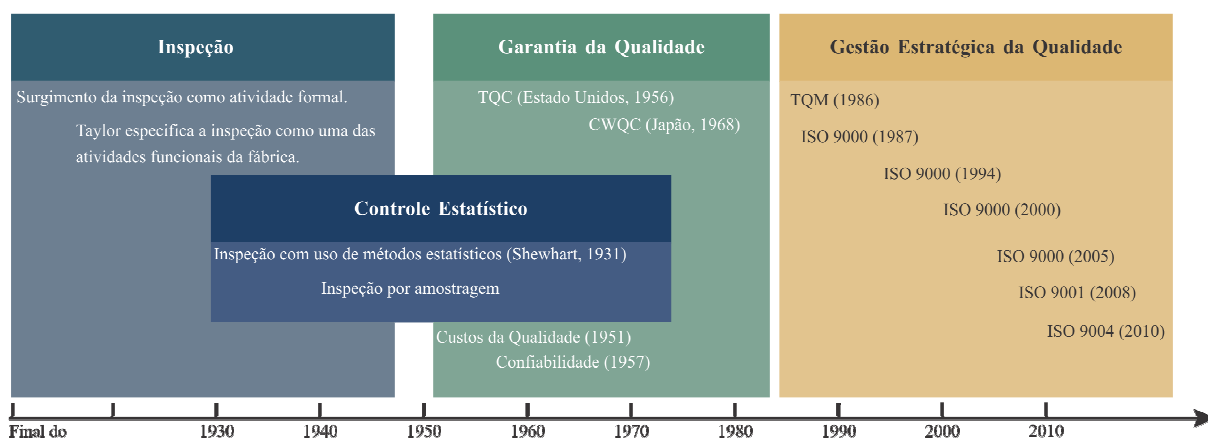 Inspeção
Surgimento da inspeção como atividade formal.
Taylor especifica a inspeção como uma das
atividades funcionais da fábrica.
Controle Estatístico
Inspeção com uso de métodos estatísticos (Shewhart, 1931)
Inspeção por amostragem
Garantia da Qualidade
TQC (Estado Unidos, 1956)
CWQC (Japão, 1968)
Custos da Qualidade (1951)
Confiabilidade (1957)
Gestão Estratégica da Qualidade
TQM (1986)
ISO 9000 (1987)
ISO 9000 (1994)
ISO 9000 (2000)
ISO 9000 (2005)
ISO 9001 (2008)
ISO 9004 (2010)
Final do 1930 1940 1950 1960 1970 1980 1990 2000 2010